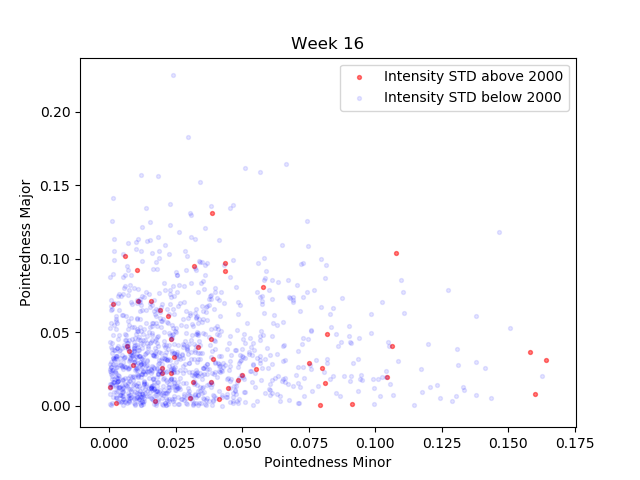 Week 16
Intensity STD above 2000
Intensity STD below 2000
Pointedness Major
0.20
0.15
0.10
0.05
0.00
0.000 0.025 0.050 0.075 0.100 0.125 0.150 0.175
Pointedness Minor